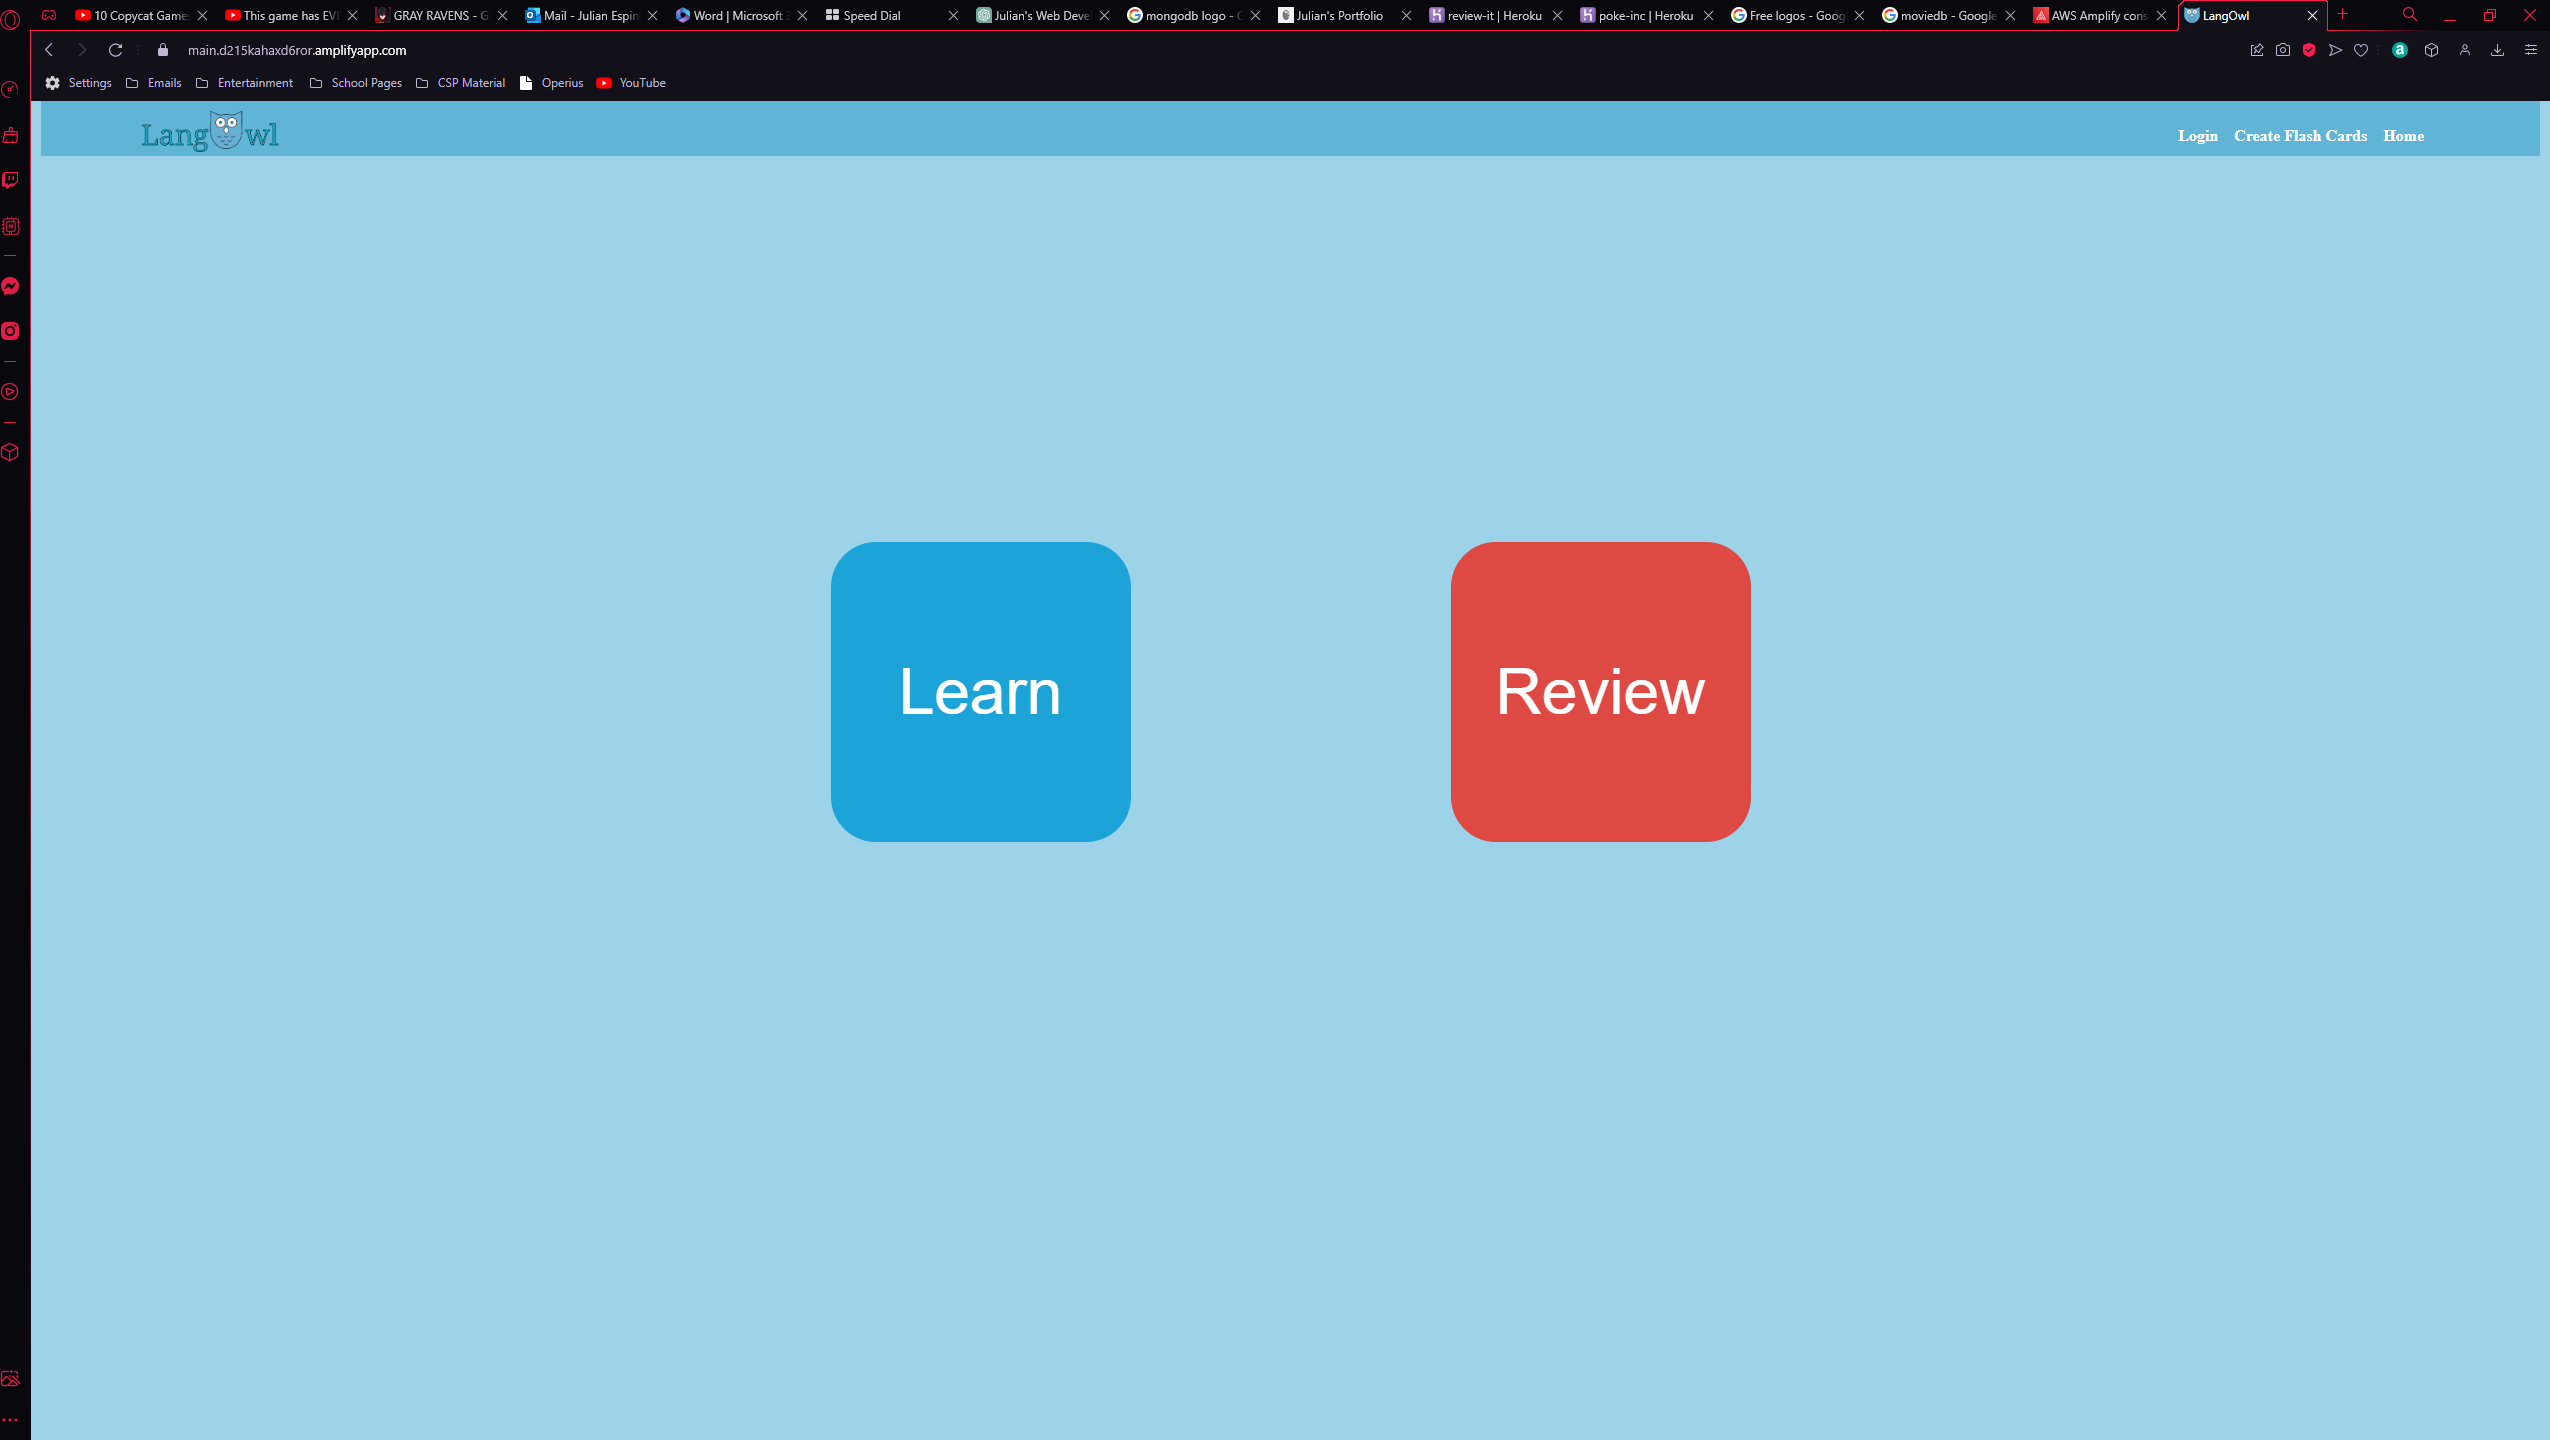 10 Copycat Game
This game has EV
GRAY RAVENS - G
Mail - Julian Espin
Word | Microsoft 3
Speed Dial
Julian's Web Deve
mongodb logo - G
Julian's Portfolio
review-it | Heroku
poke-inc | Heroku
Free logos - Goog
moviedb - Google
AWS Amplify cons
LangOwl
main.d215kahaxd6ror.amplifyapp.com
Settings
Emails
Entertainment
School Pages
CSP Material
Operius
YouTube
Lang wl
Login
Create Flash Cards
Home
Learn
Review